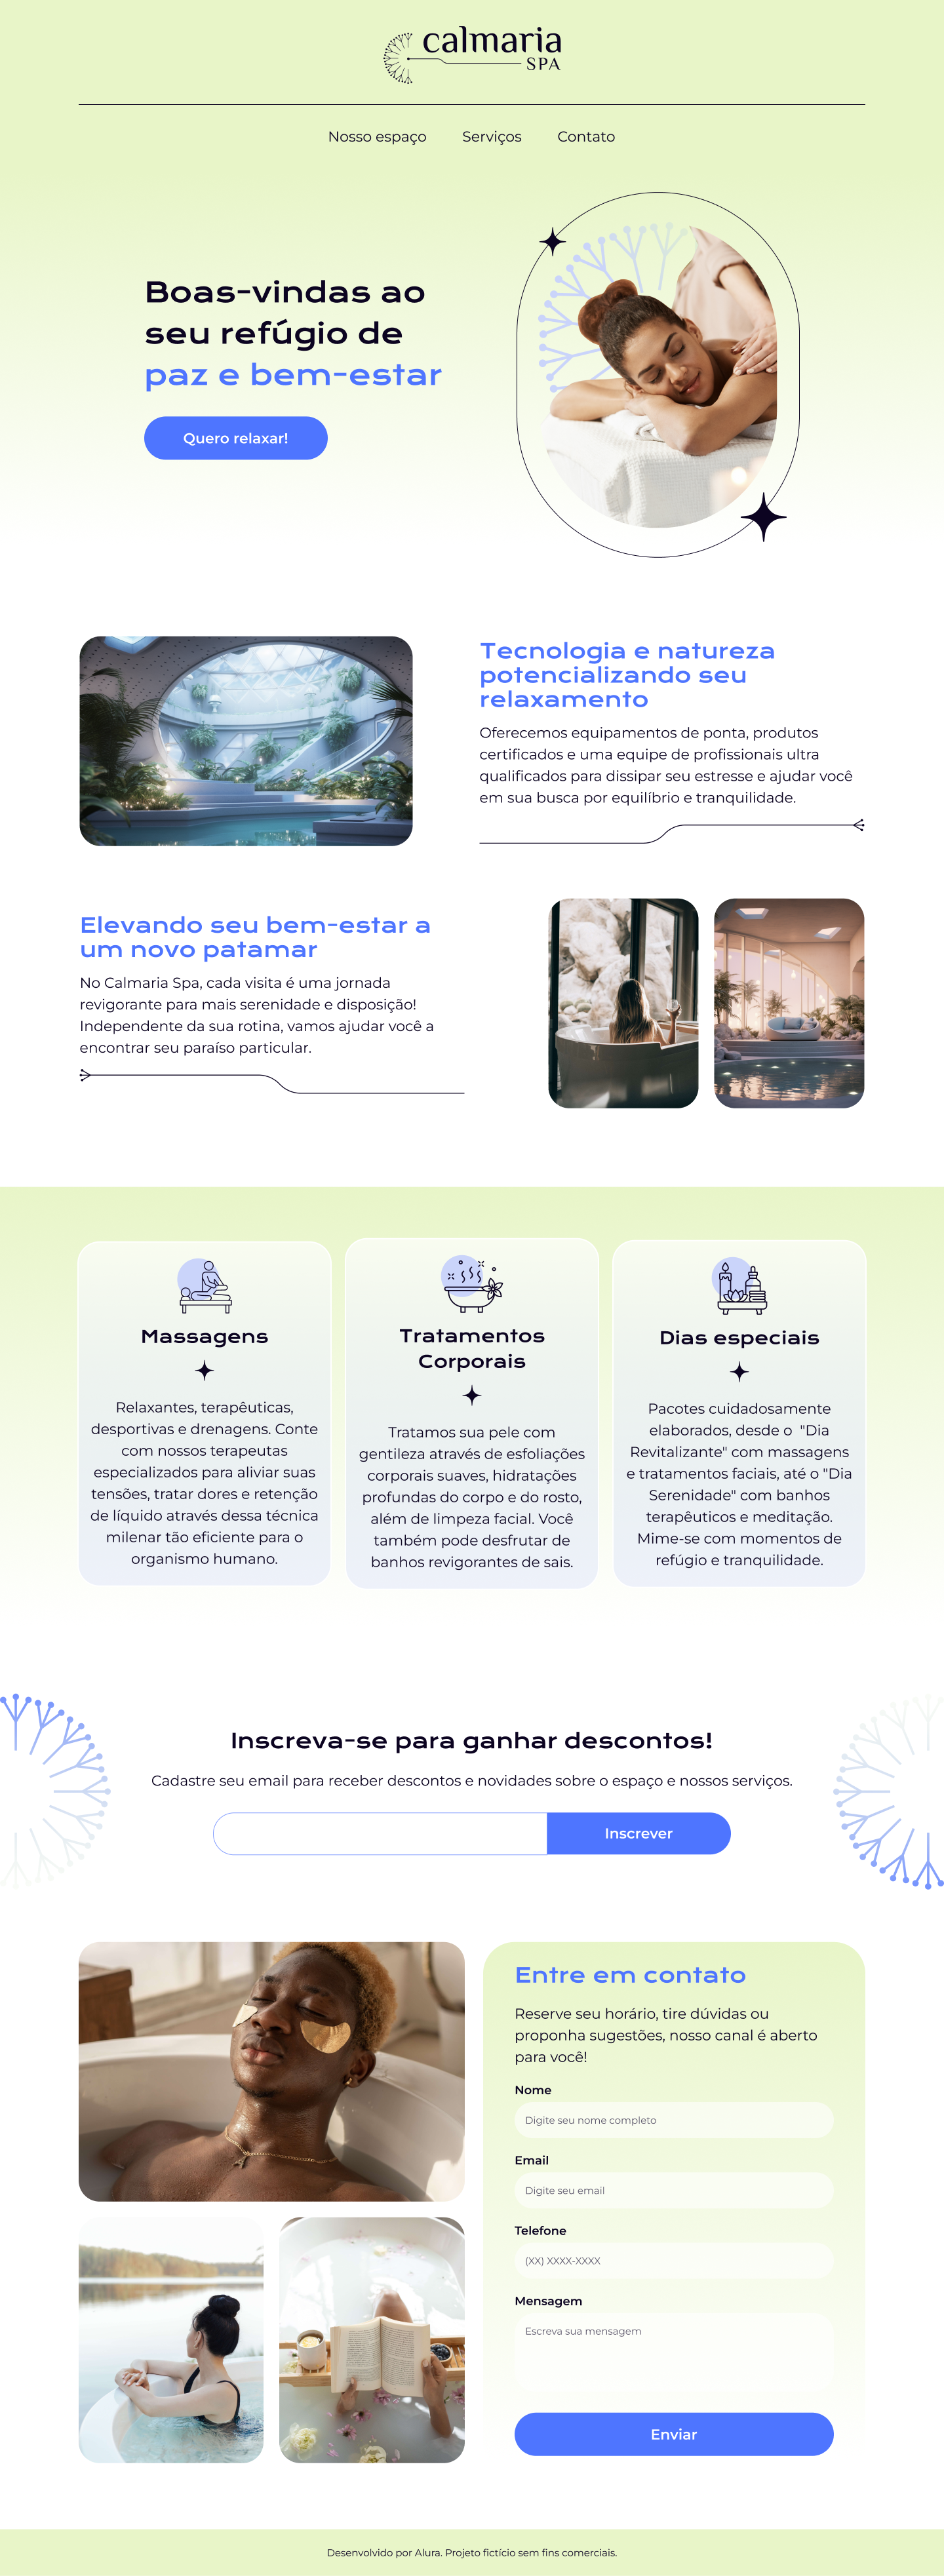 calmaria
SPA
Nosso espaço
Serviços
Contato
Boas-vindas ao
seu refúgio de
paz e bem-estar
Quero relaxar!
Tecnologia e natureza
potencializando seu
relaxamento
Oferecemos equipamentos de ponta, produtos
certificados e uma equipe de profissionais ultra
qualificados para dissipar seu estresse e ajudar você
em sua busca por equilíbrio e tranquilidade.
Elevando seu bem-estar a
um novo patamar
No Calmaria Spa, cada visita é uma jornada
revigorante para mais serenidade e disposição!
Independente da sua rotina, vamos ajudar você a
encontrar seu paraíso particular.
Massagens
Relaxantes, terapêuticas,
desportivas e drenagens. Conte
com nossos terapeutas
especializados para aliviar suas
tensões, tratar dores e retenção
de líquido através dessa técnica
milenar tão eficiente para o
organismo humano.
Tratamentos
Corporais
Tratamos sua pele com
gentileza através de esfoliações
corporais suaves, hidratações
profundas do corpo e do rosto,
além de limpeza facial. Você
também pode desfrutar de
banhos revigorantes de sais.
Dias especiais
Pacotes cuidadosamente
elaborados, desde o "Dia
Revitalizante" com massagens
e tratamentos faciais, até o "Dia
Serenidade" com banhos
terapêuticos e meditação.
Mime-se com momentos de
refúgio e tranquilidade.
Inscreva-se para ganhar descontos!
Cadastre seu email para receber descontos e novidades sobre o espaço e nossos serviços.
Inscrever
Entre em contato
Reserve seu horário, tire dúvidas ou
proponha sugestões, nosso canal é aberto
para você!
Nome
Digite seu nome completo
Email
Digite seu email
Telefone
(XX) XXXX-XXXX
Mensagem
Escreva sua mensagem
Enviar
Desenvolvido por Alura. Projeto fictício sem fins comerciais.